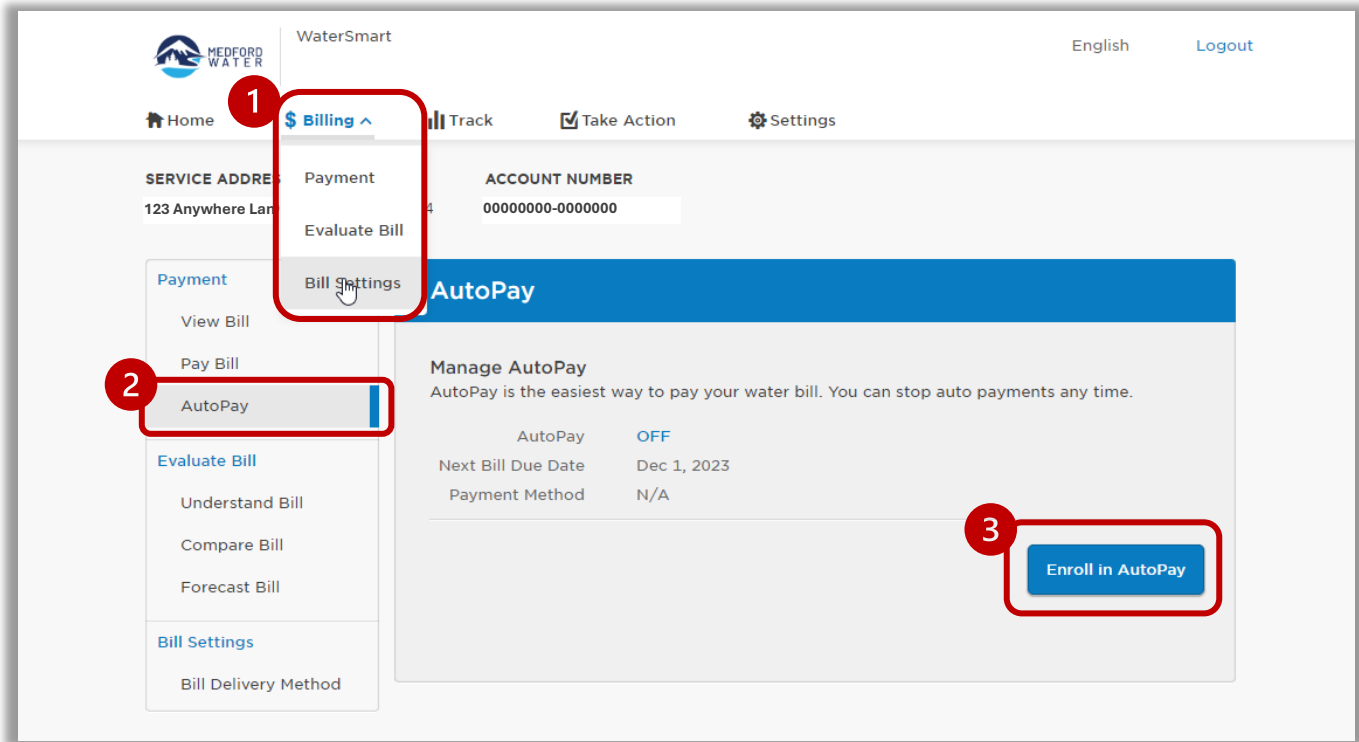 MEDFORD
WATER
WaterSmart
English
Logout
1
Home
$ Billing
Track
Take Action
Settings
Payment
Evaluate Bill
Bill Settings
SERVICE ADDRES
123 Anywhere Lan
4
ACCOUNT NUMBER
00000000-0000000
Payment
View Bill
Pay Bill
2
AutoPay
Evaluate Bill
Understand Bill
Compare Bill
Forecast Bill
Bill Settings
Bill Delivery Method
AutoPay
Manage AutoPay
AutoPay is the easiest way to pay your water bill. You can stop auto payments any time.
AutoPay OFF
Next Bill Due Date Dec 1, 2023
Payment Method N/A
3
Enroll in AutoPay